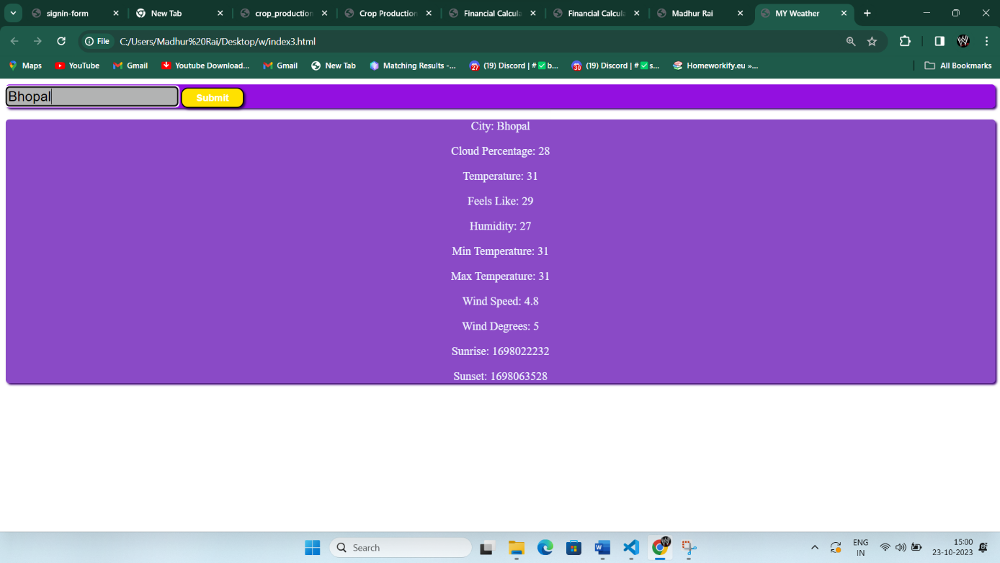 signin-form New Tab crop_production Crop Production Financial Calcula Financial Calcula Madhur Rai MY Weather
File C:/Users/Madhur%20Rai/Desktop/w/index3.html
Maps YouTube Gmail Youtube Download... Gmail New Tab Matching Results -... (19) Discord | #✅b... (19) Discord | #✅s... Homeworkify.eu »... All Bookmarks
Bhopal Submit
City: Bhopal
Cloud Percentage: 28
Temperature: 31
Feels Like: 29
Humidity: 27
Min Temperature: 31
Max Temperature: 31
Wind Speed: 4.8
Wind Degrees: 5
Sunrise: 1698022232
Sunset: 1698063528
Search ENG 15:00
IN 23-10-2023